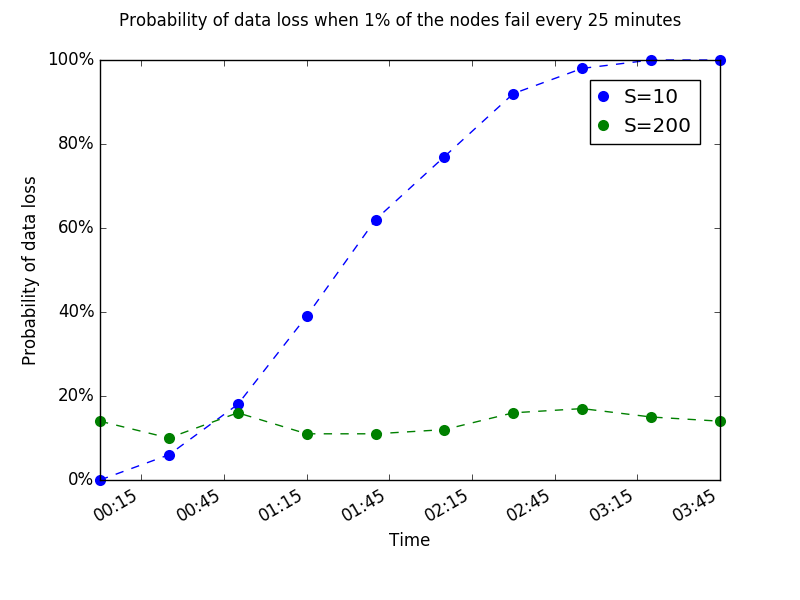 Probability of data loss when 1% of the nodes fail every 25 minutes
100%
80%
60%
40%
20%
0%
Probability of data loss
S=10
S=200
00:15
00:45
01:15
01:45
02:15
02:45
03:15
03:45
Time